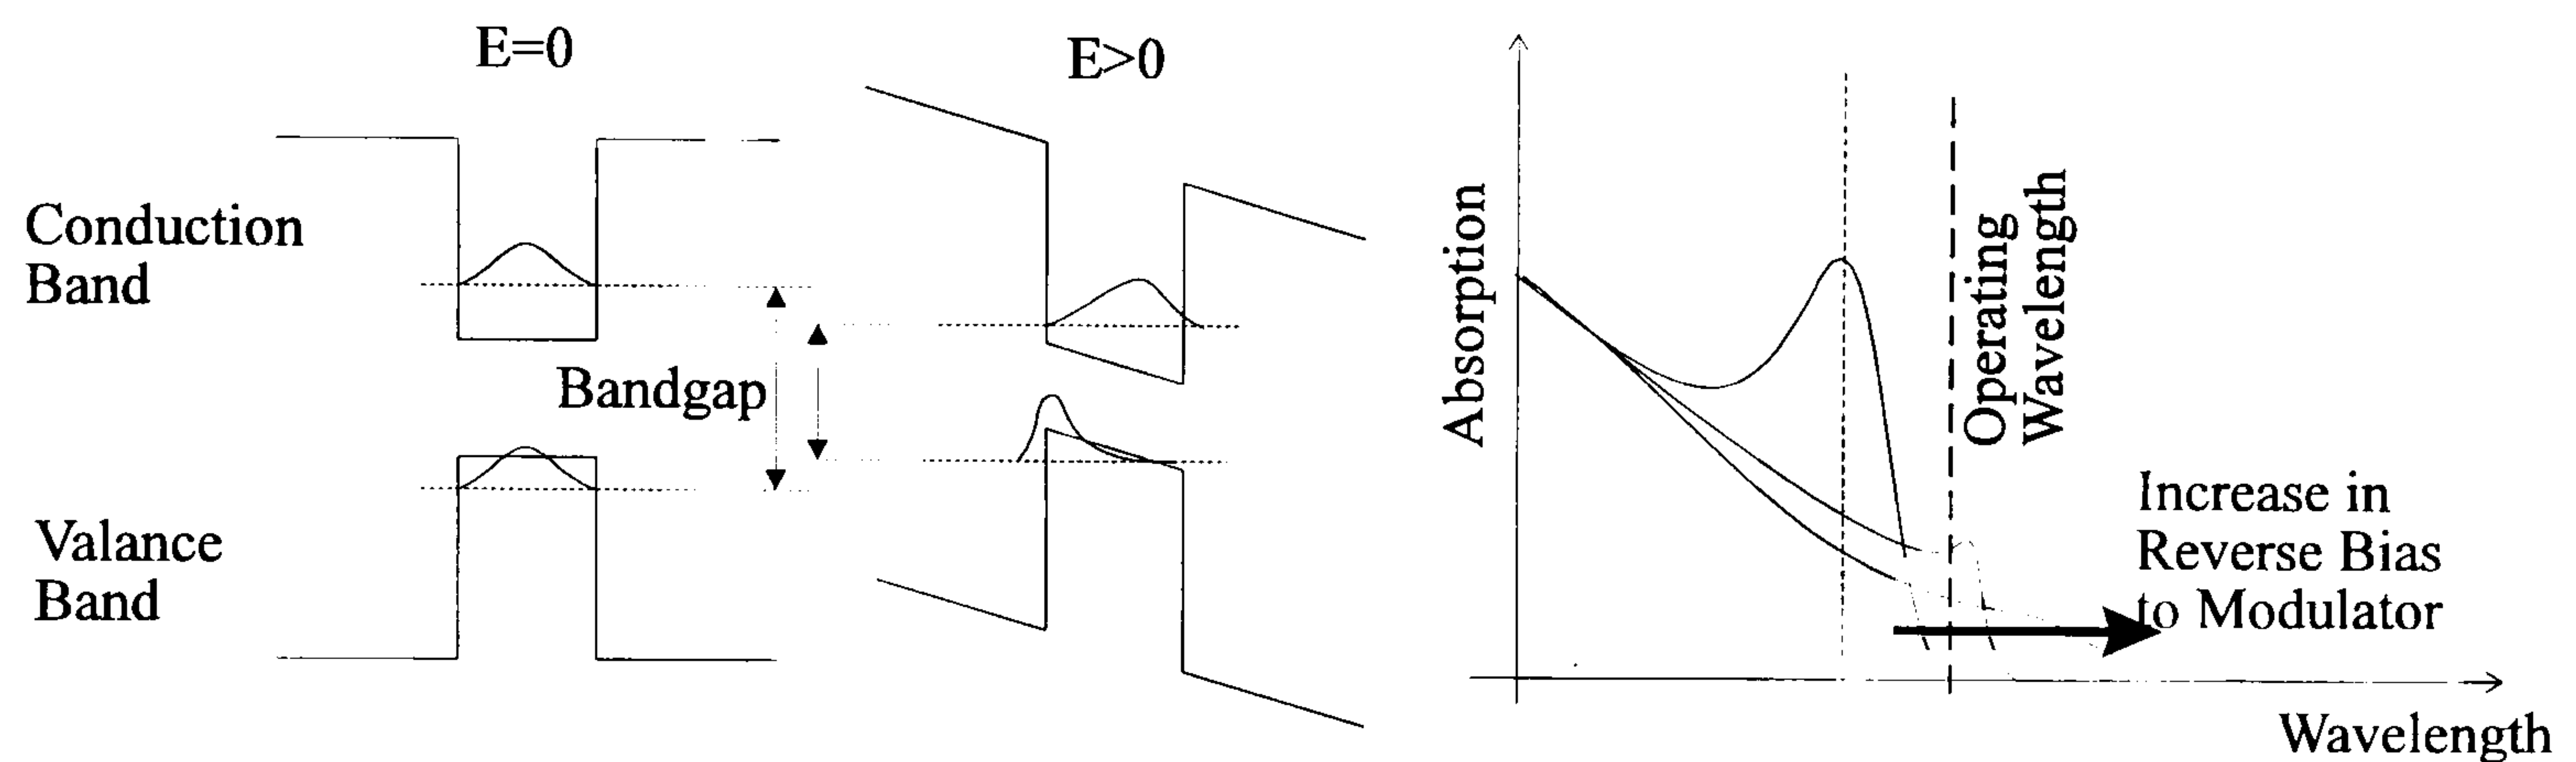 E=0
E>0
Conduction
Band
Bandgap
Valance
Band
Absorption
Operating
Wavelength
Increase in
Reverse Bias
to Modulator
Wavelength